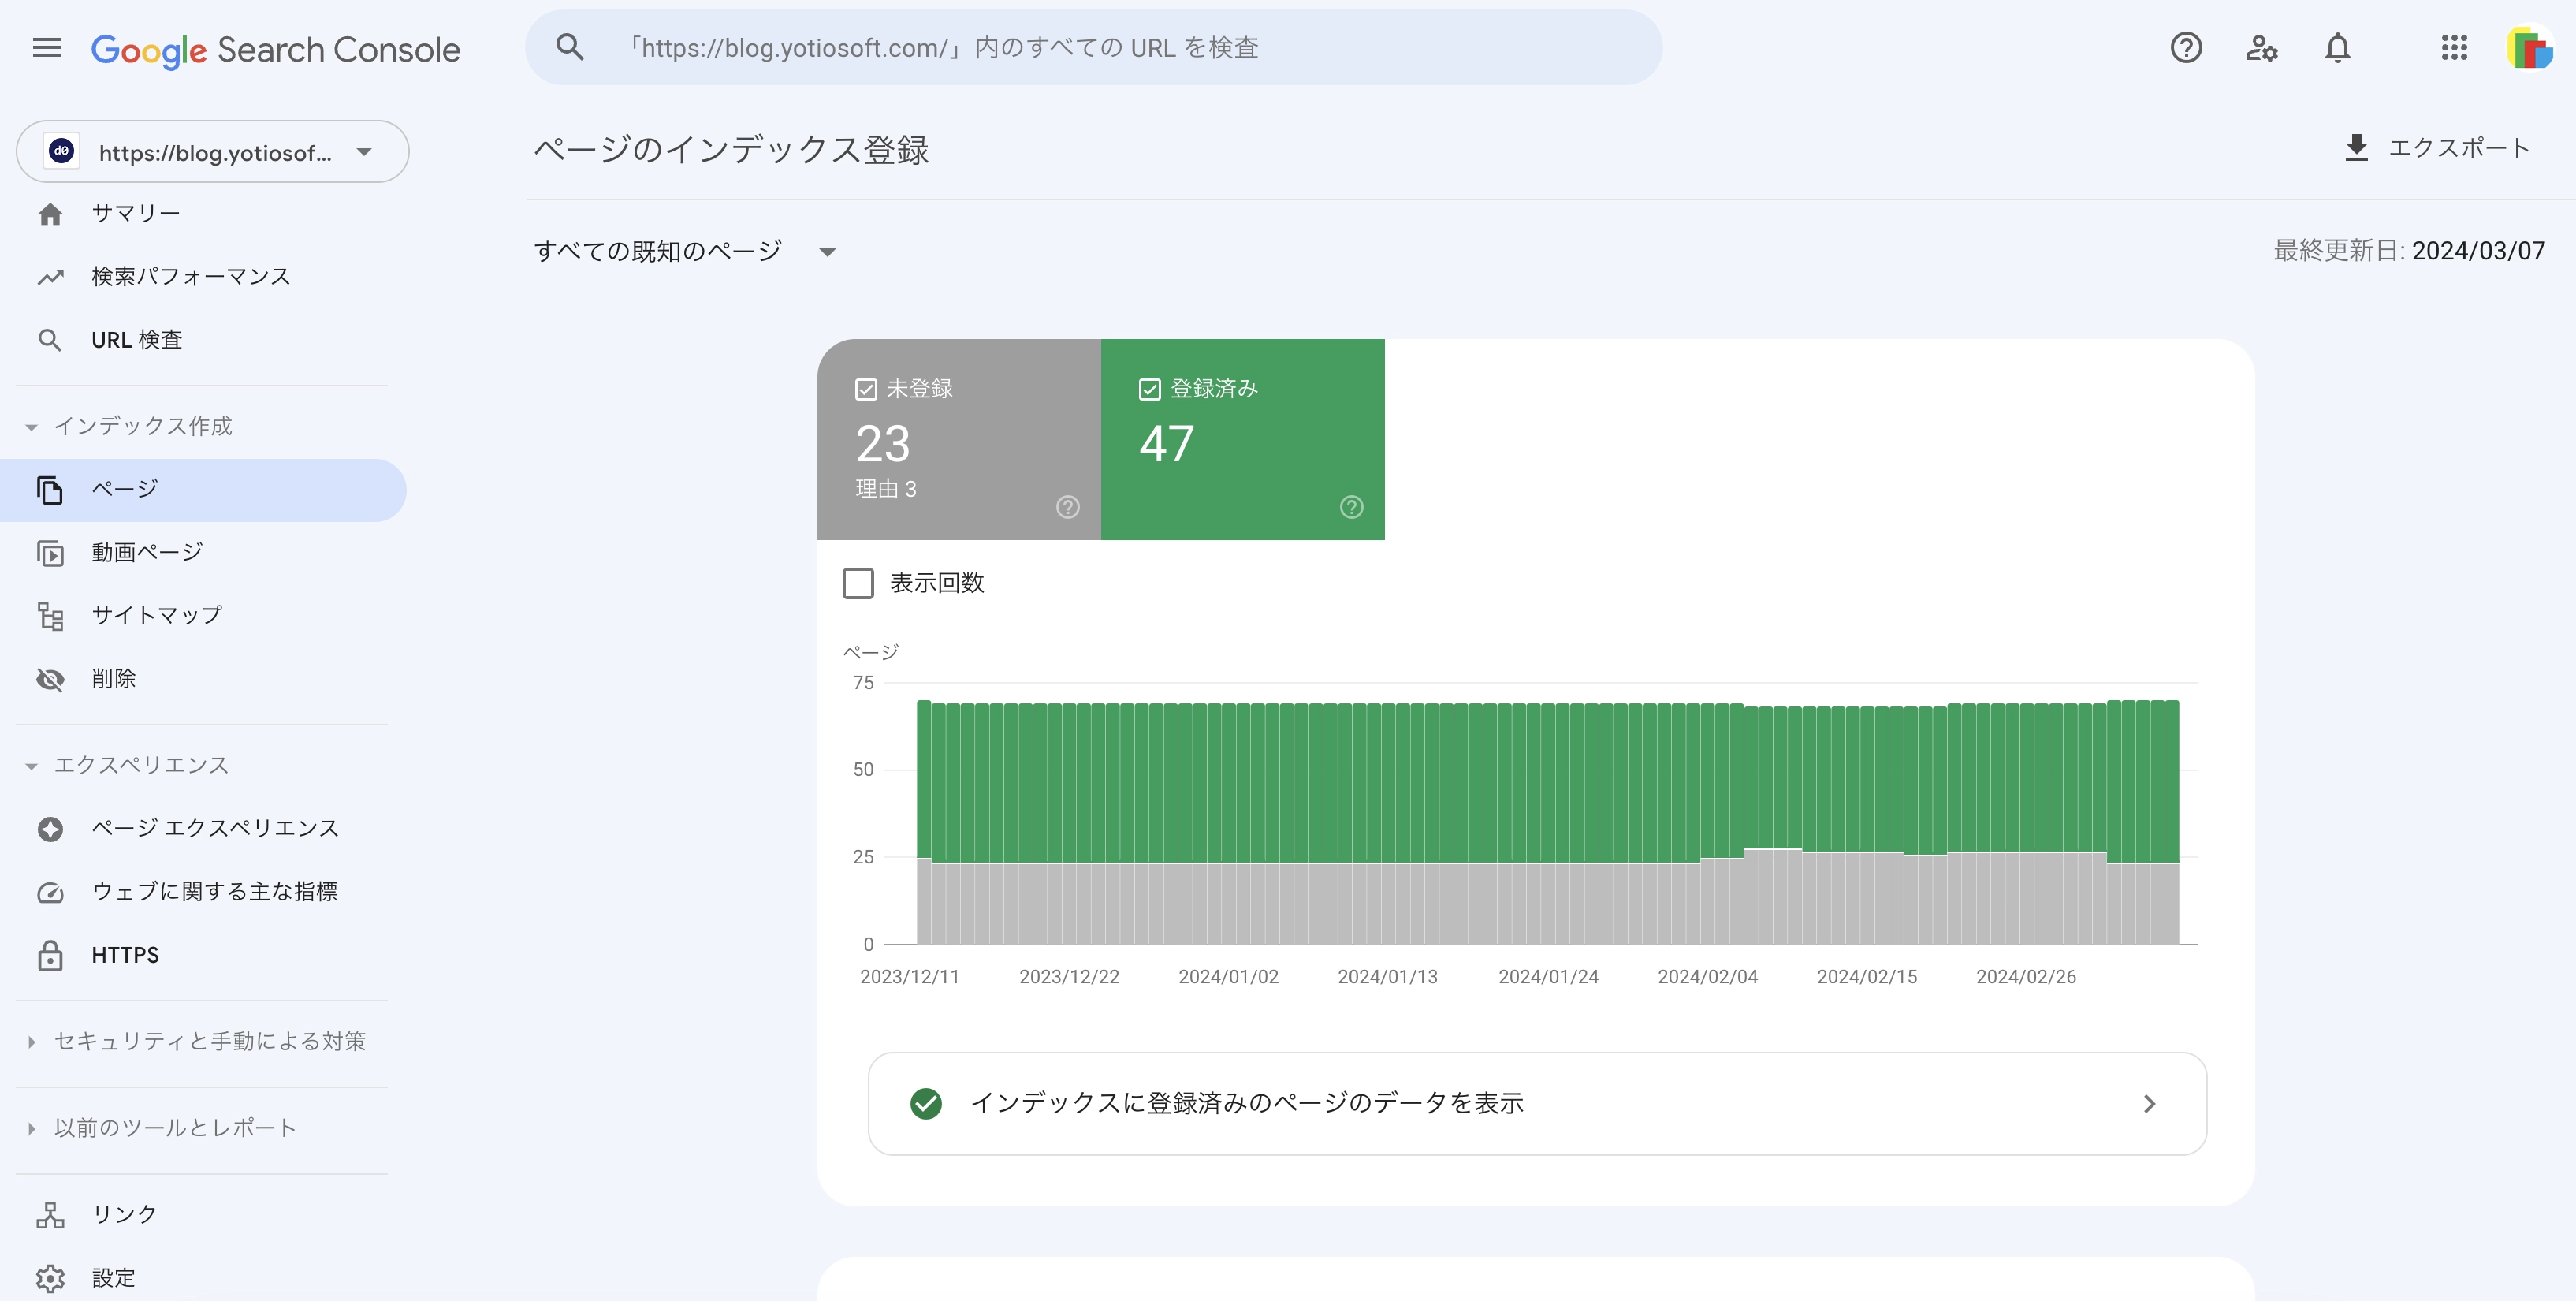 Google Search Console
「https://blog.yotiosoft.com/」内のすべての URL を検査
d0 https://blog.yotiosof...
サマリー
検索パフォーマンス
URL 検査
インデックス作成
ページ
動画ページ
サイトマップ
削除
エクスペリエンス
ページ エクスペリエンス
ウェブに関する主な指標
HTTPS
セキュリティと手動による対策
以前のツールとレポート
リンク
設定
ページのインデックス登録
エクスポート
すべての既知のページ
最終更新日: 2024/03/07
未登録
23
理由 3
登録済み
47
表示回数
ページ
75
50
25
0
2023/12/11 2023/12/22 2024/01/02 2024/01/13 2024/01/24 2024/02/04 2024/02/15 2024/02/26
インデックスに登録済みのページのデータを表示